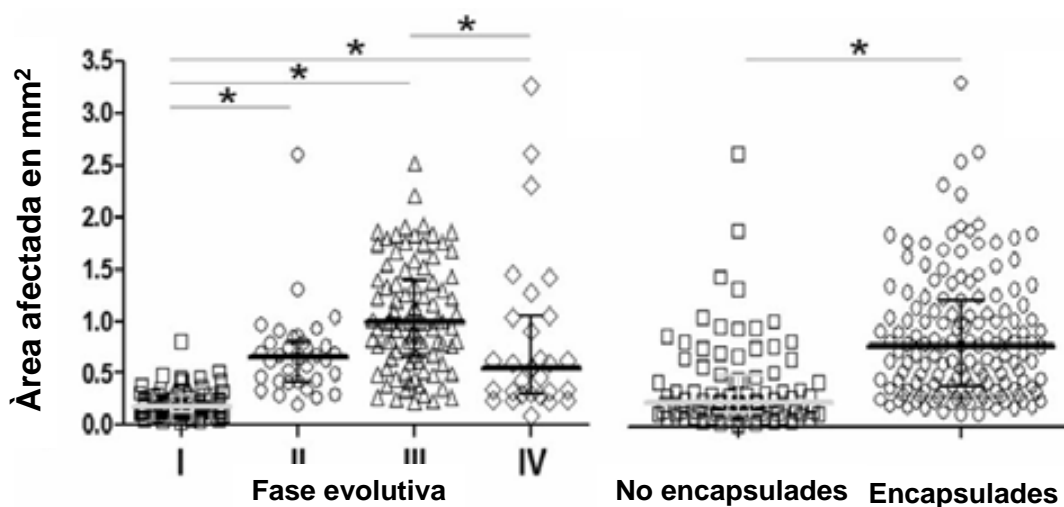 Àrea afectada en mm²
* * * *
3.5
3.0
2.5
2.0
1.5
1.0
0.5
0.0
I II III IV
Fase evolutiva
*
No encapsulades Encapsulades